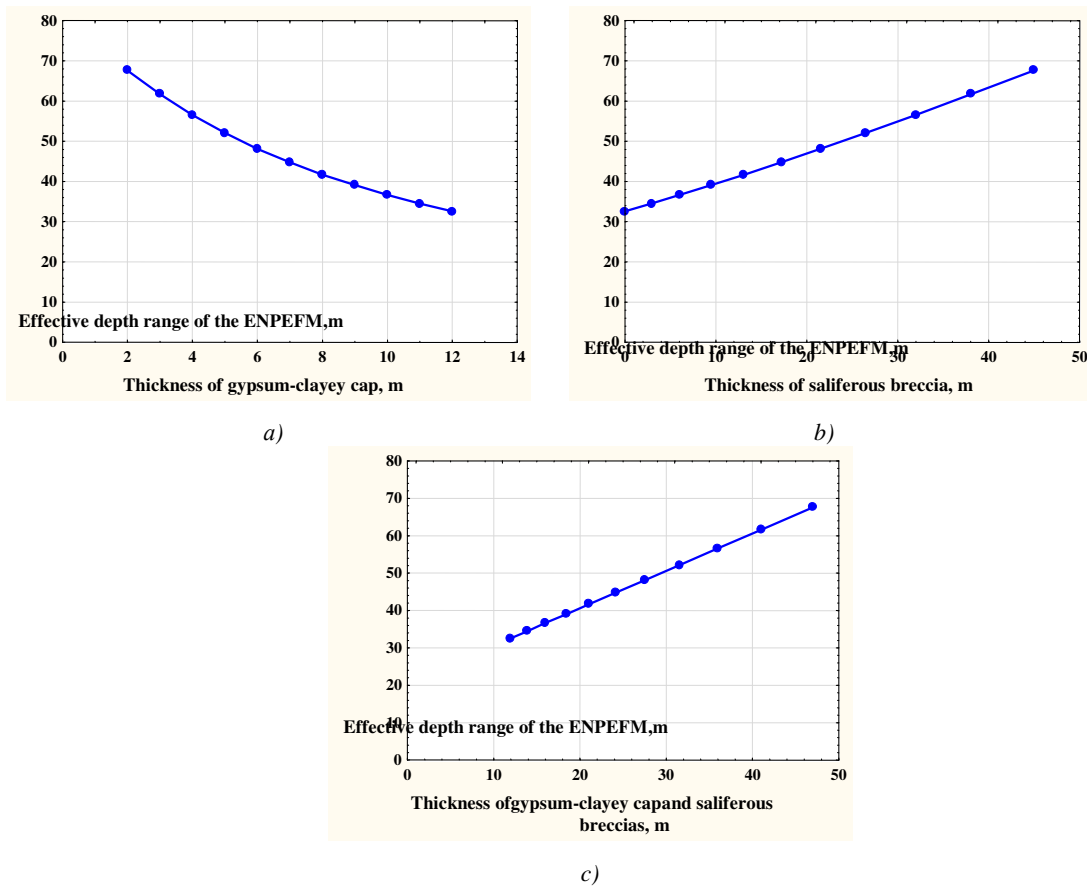 80
70
60
50
40
30
20
10
Effective depth range of the ENPEFM,m
0
0 2 4 6 8 10 12 14
Thickness of gypsum-clayey cap, m
a)
80
70
60
50
40
30
20
10
Effective depth range of the ENPEFM,m
0
0 10 20 30 40 50
Thickness of saliferous breccia, m
b)
80
70
60
50
40
30
20
10
Effective depth range of the ENPEFM,m
0
0 10 20 30 40 50
Thickness ofgypsum-clayey capand saliferous
breccias, m
c)